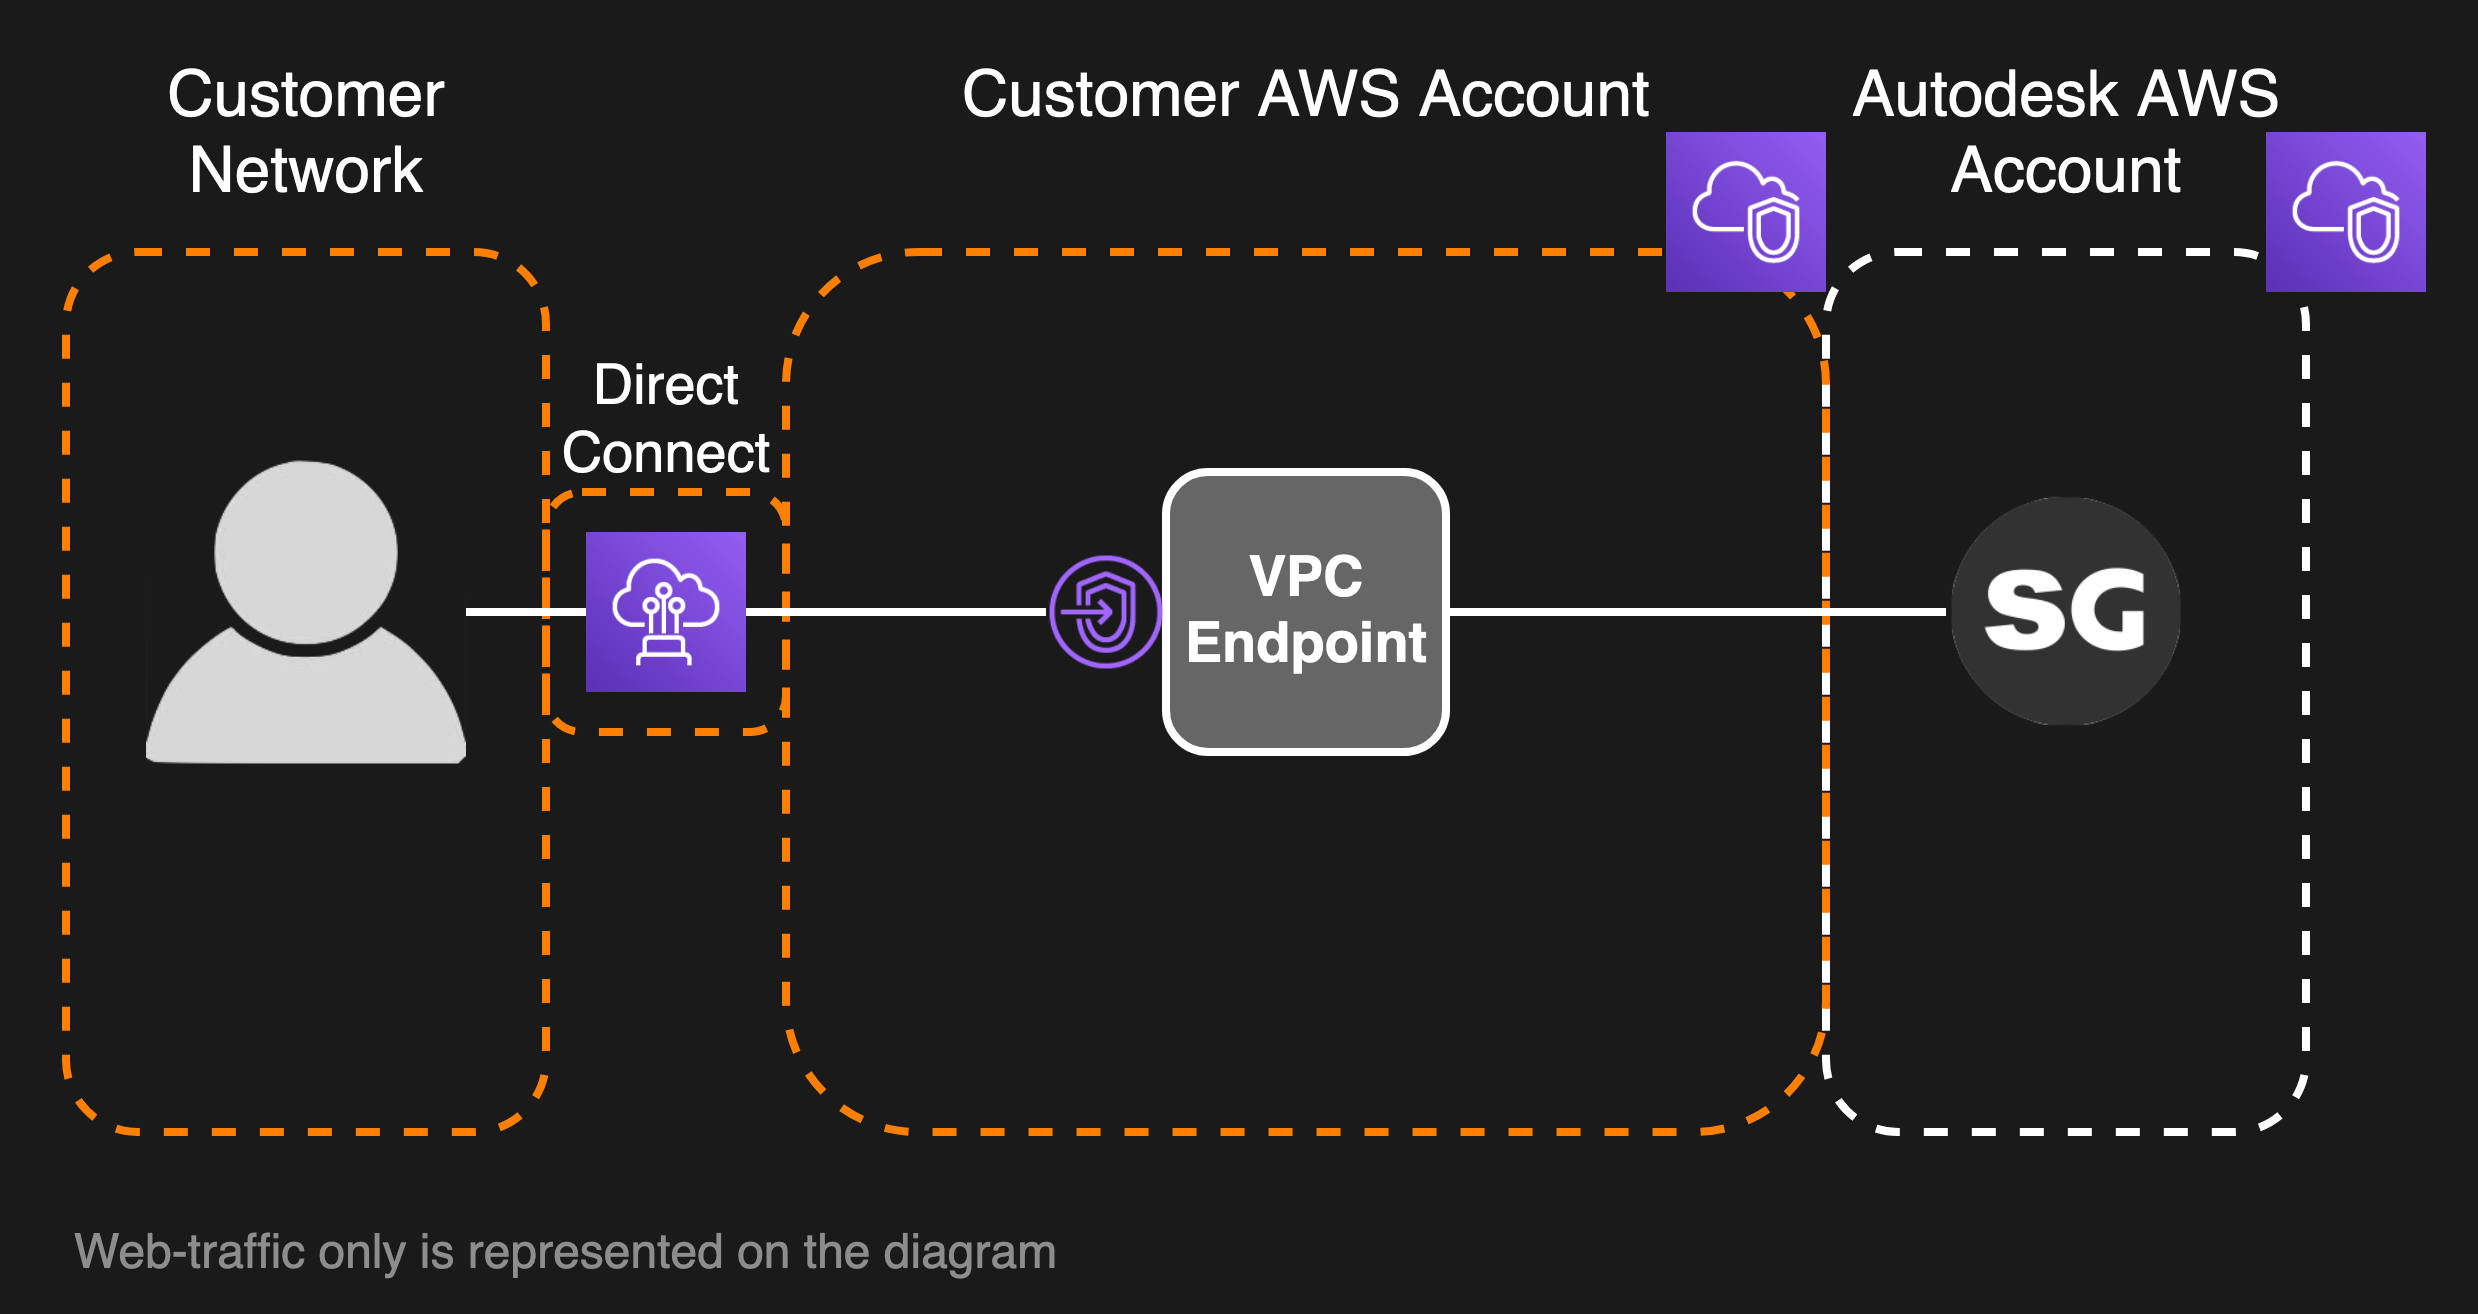 Customer
Network
Customer AWS Account
Autodesk AWS
Account
Direct
Connect
VPC
Endpoint
SG
Web-traffic only is represented on the diagram